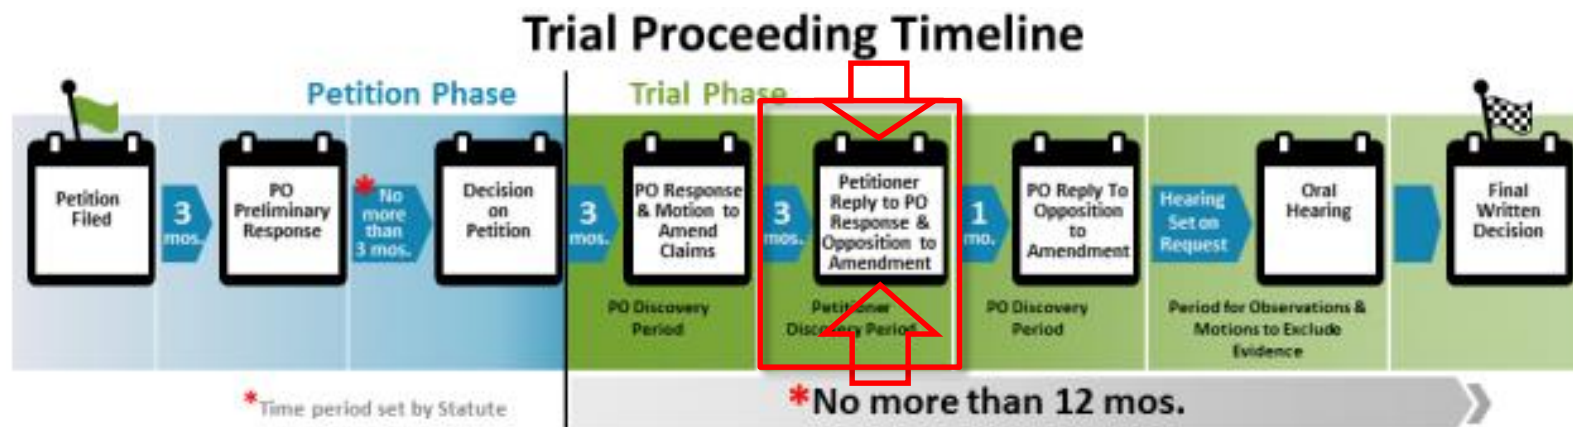 Trial Proceeding Timeline
Petition Phase
Trial Phase
Petition
Filed
3
mos.
PO
Preliminary
Response
*No
more
than
3 mos.
Decision
on
Petition
3
mos.
PO Response
& Motion to
Amend
Claims
PO Discovery
Period
3
mos.
Petitioner
Reply to PO
Response &
Opposition to
Amendment
Petitioner
Discovery Period
1
mo.
PO Reply To
Opposition
to
Amendment
PO Discovery
Period
Hearing
Set on
Request
Oral
Hearing
Period for Observations &
Motions to Exclude
Evidence
Final
Written
Decision
*Time period set by Statute
*No more than 12 mos.